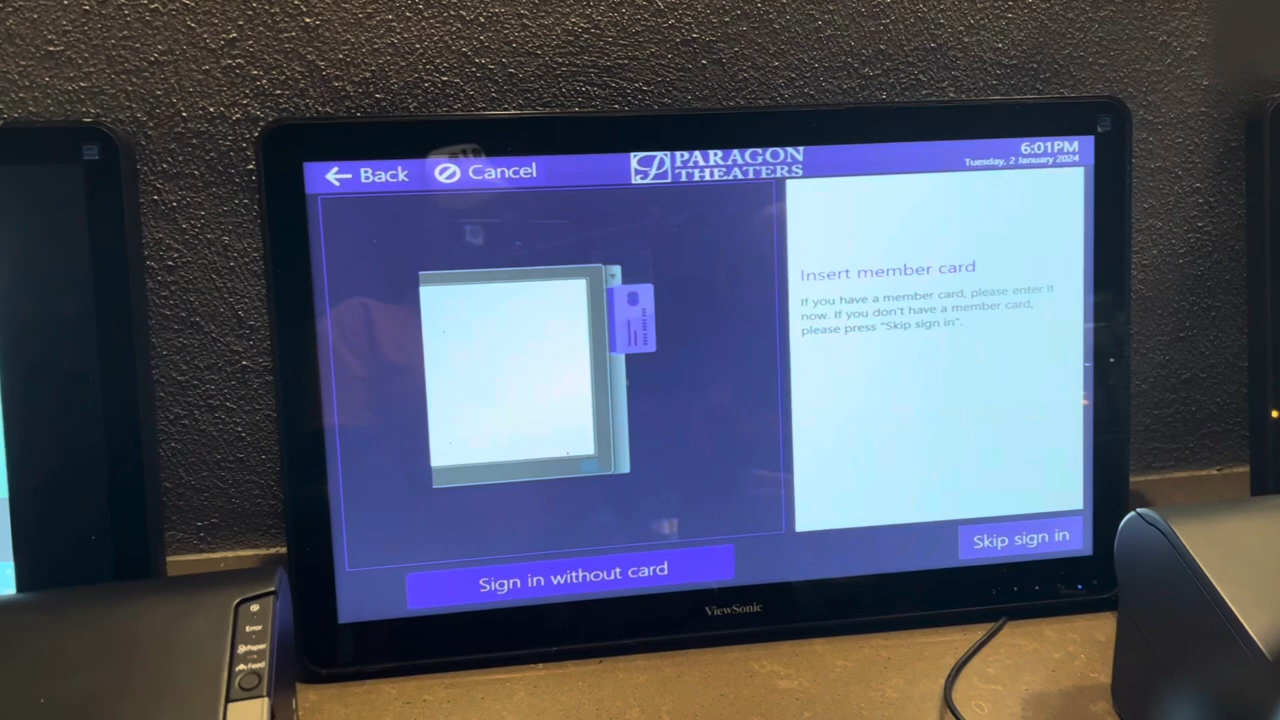 Back
Cancel
PARAGON
THEATERS
6:01PM
Tuesday, 2 January 2024
Insert member card
If you have a member card, please enter it
now. If you don't have a member card,
please press "Skip sign in".
Sign in without card
Skip sign in
ViewSonic
Error
Paper
Feed